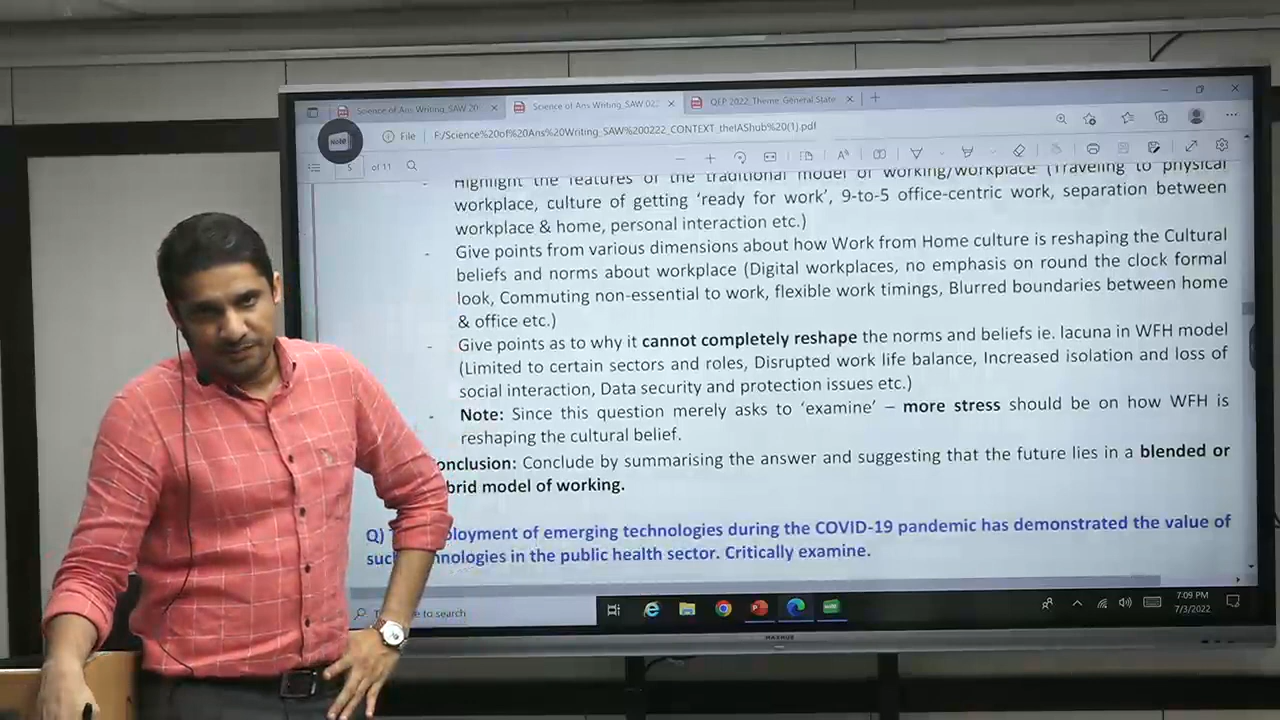 Science of Ans Writing_SAW 20
Science of Ans Writing_SAW 022
QEP 2022_Theme_General State
Note
File
F:/Science%20of%20Ans%20Writing_SAW%200222_CONTEXT_theIAShub (1).pdf
5 of 11
Highlight the features of the traditional model of working/workplace (Traveling to physical
workplace, culture of getting ‘ready for work’, 9-to-5 office-centric work, separation between
workplace & home, personal interaction etc.)
- Give points from various dimensions about how Work from Home culture is reshaping the Cultural
beliefs and norms about workplace (Digital workplaces, no emphasis on round the clock formal
look, Commuting non-essential to work, flexible work timings, Blurred boundaries between home
& office etc.)
- Give points as to why it cannot completely reshape the norms and beliefs ie. lacuna in WFH model
(Limited to certain sectors and roles, Disrupted work life balance, Increased isolation and loss of
social interaction, Data security and protection issues etc.)
- Note: Since this question merely asks to ‘examine’ – more stress should be on how WFH is
reshaping the cultural belief.
onclusion: Conclude by summarising the answer and suggesting that the future lies in a blended or
brid model of working.
Q) loyment of emerging technologies during the COVID-19 pandemic has demonstrated the value of
suc nologies in the public health sector. Critically examine.
to search
7:09 PM
7/3/2022
MAXHUB